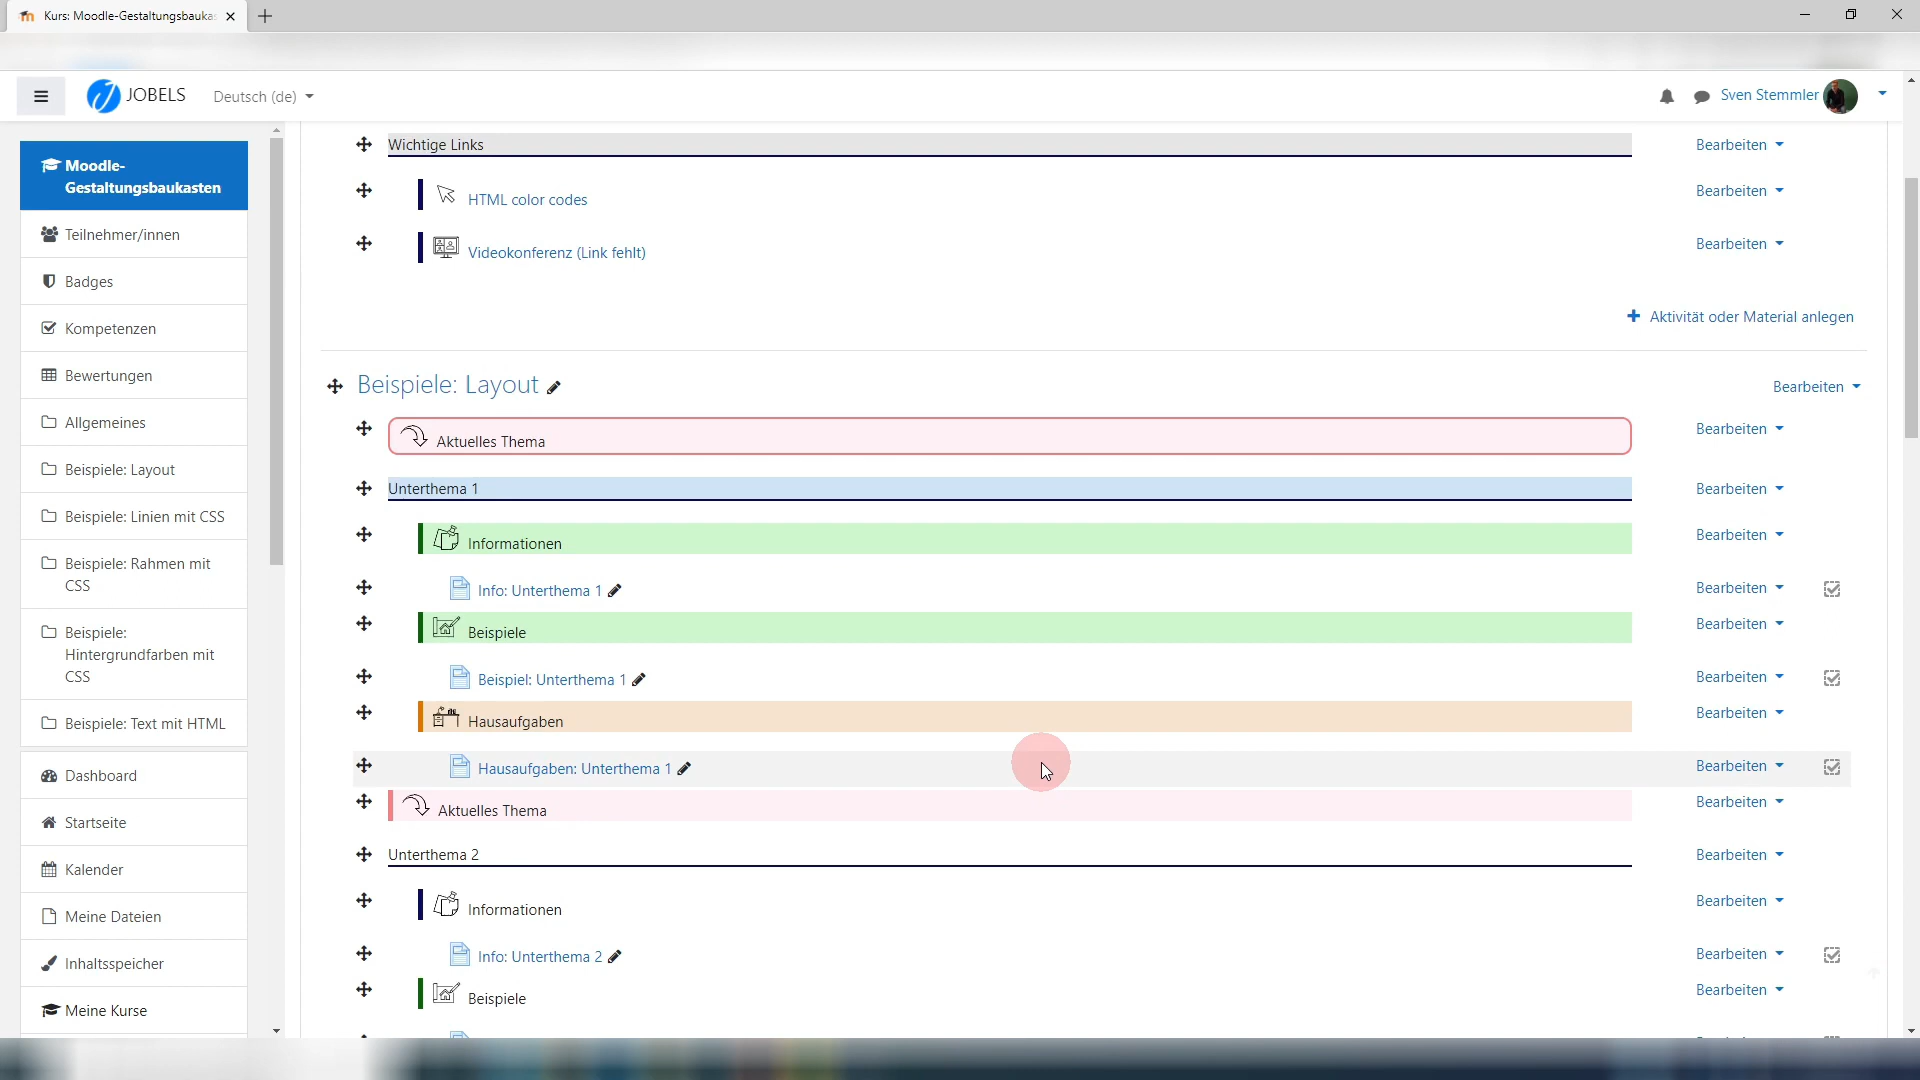 Kurs: Moodle-Gestaltungsbauka
JOBELS
Deutsch (de)
Sven Stemmler
Moodle-
Gestaltungsbaukasten
Teilnehmer/innen
Badges
Kompetenzen
Bewertungen
Allgemeines
Beispiele: Layout
Beispiele: Linien mit CSS
Beispiele: Rahmen mit
CSS
Beispiele:
Hintergrundfarben mit
CSS
Beispiele: Text mit HTML
Dashboard
Startseite
Kalender
Meine Dateien
Inhaltsspeicher
Meine Kurse
Wichtige Links
Bearbeiten
HTML color codes
Bearbeiten
Videokonferenz (Link fehlt)
Bearbeiten
Aktivität oder Material anlegen
Beispiele: Layout
Bearbeiten
Aktuelles Thema
Bearbeiten
Unterthema 1
Bearbeiten
Informationen
Bearbeiten
Info: Unterthema 1
Bearbeiten
Beispiele
Bearbeiten
Beispiel: Unterthema 1
Bearbeiten
Hausaufgaben
Bearbeiten
Hausaufgaben: Unterthema 1
Bearbeiten
Aktuelles Thema
Bearbeiten
Unterthema 2
Bearbeiten
Informationen
Bearbeiten
Info: Unterthema 2
Bearbeiten
Beispiele
Bearbeiten